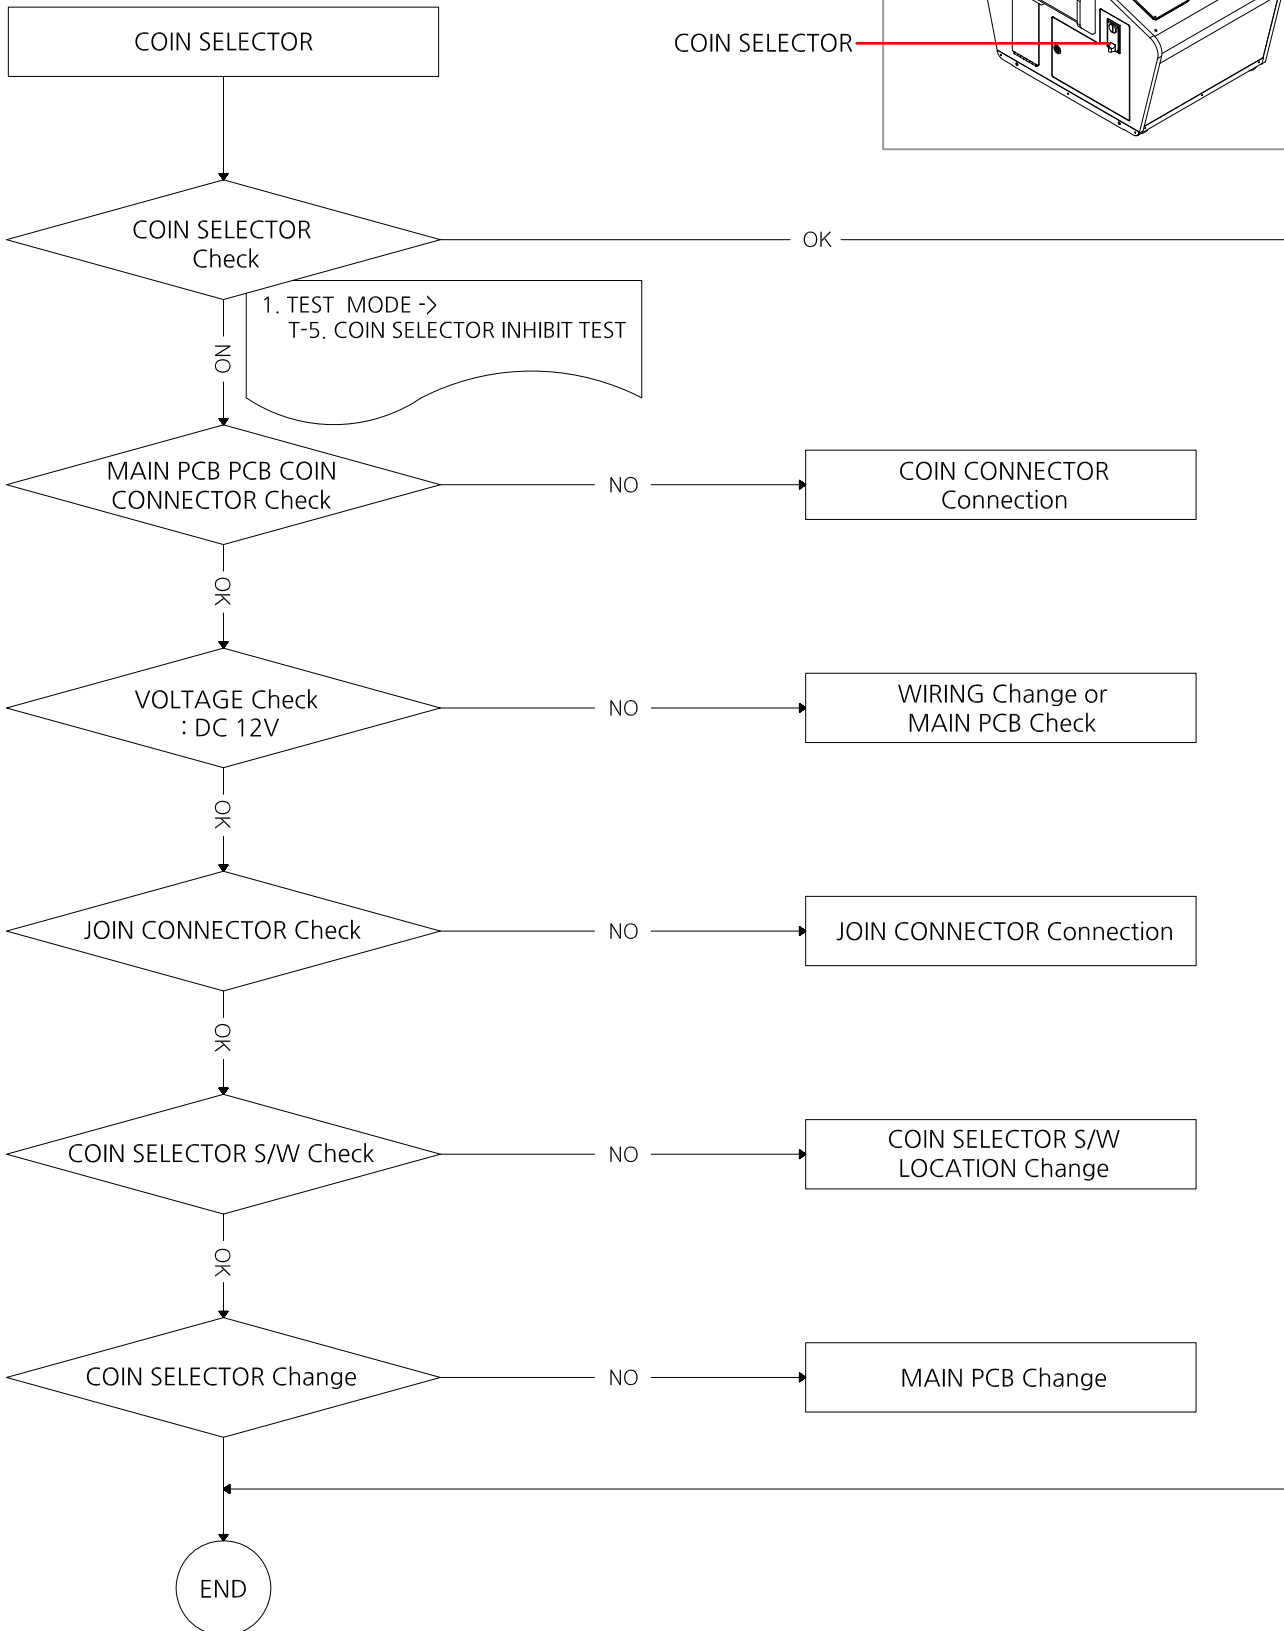 COIN SELECTOR
COIN SELECTOR
COIN SELECTOR
Check
OK
1. TEST MODE ->
T-5. COIN SELECTOR INHIBIT TEST
NO
MAIN PCB PCB COIN
CONNECTOR Check
NO
COIN CONNECTOR
Connection
OK
VOLTAGE Check
: DC 12V
NO
WIRING Change or
MAIN PCB Check
OK
JOIN CONNECTOR Check
NO
JOIN CONNECTOR Connection
OK
COIN SELECTOR S/W Check
NO
COIN SELECTOR S/W
LOCATION Change
OK
COIN SELECTOR Change
NO
MAIN PCB Change
END